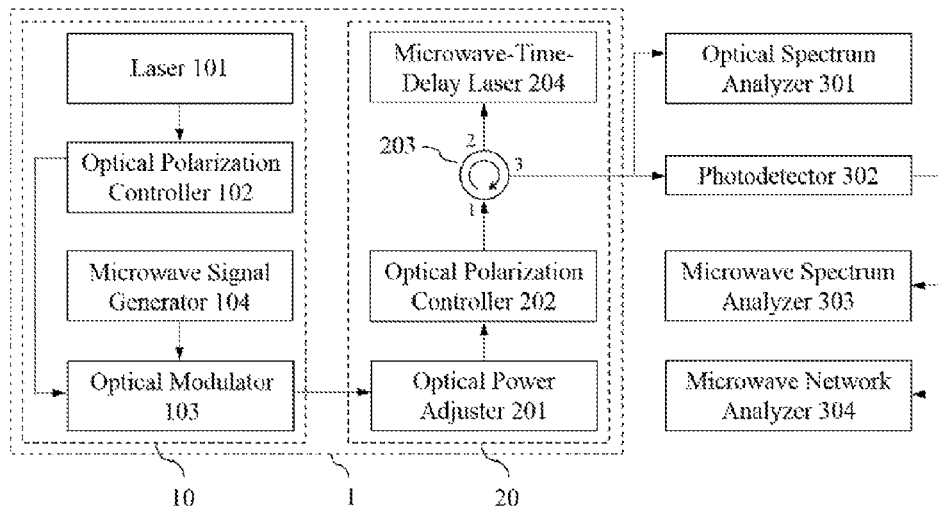 Laser 101
Optical Polarization
Controller 102
Microwave Signal
Generator 104
Optical Modulator
103
Microwave-Time-
Delay Laser 204
203
2
3
1
Optical Polarization
Controller 202
Optical Power
Adjuster 201
Optical Spectrum
Analyzer 301
Photodetector 302
Microwave Spectrum
Analyzer 303
Microwave Network
Analyzer 304
10
1
20